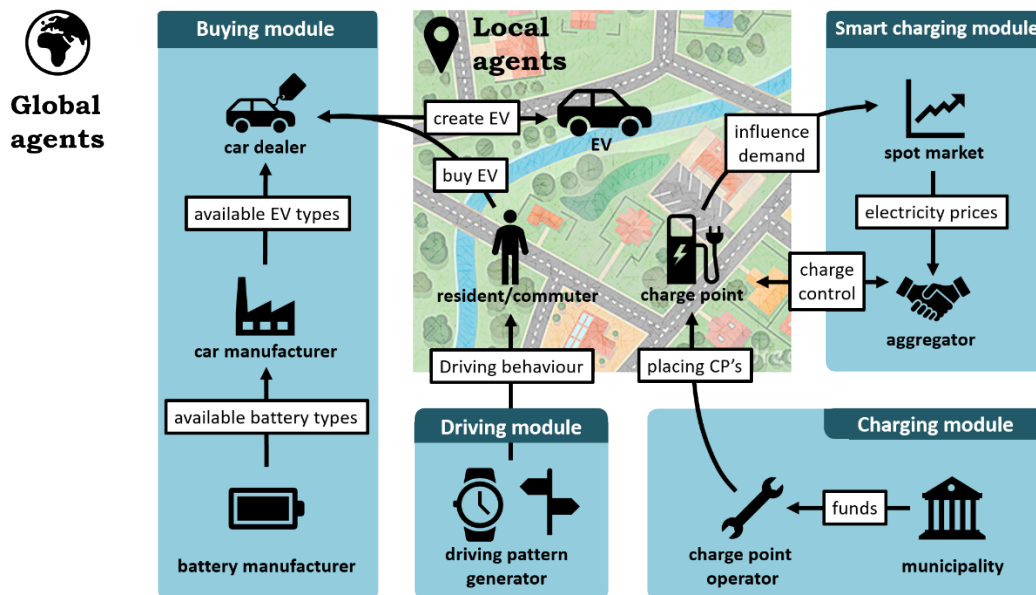 Global
agents
Buying module
car dealer
available EV types
car manufacturer
available battery types
battery manufacturer
Local
agents
create EV
EV
buy EV
resident/commuter
charge point
influence
demand
charge
control
Driving behaviour
placing CP's
Smart charging module
spot market
electricity prices
aggregator
Driving module
driving pattern
generator
Charging module
charge point
operator
funds
municipality